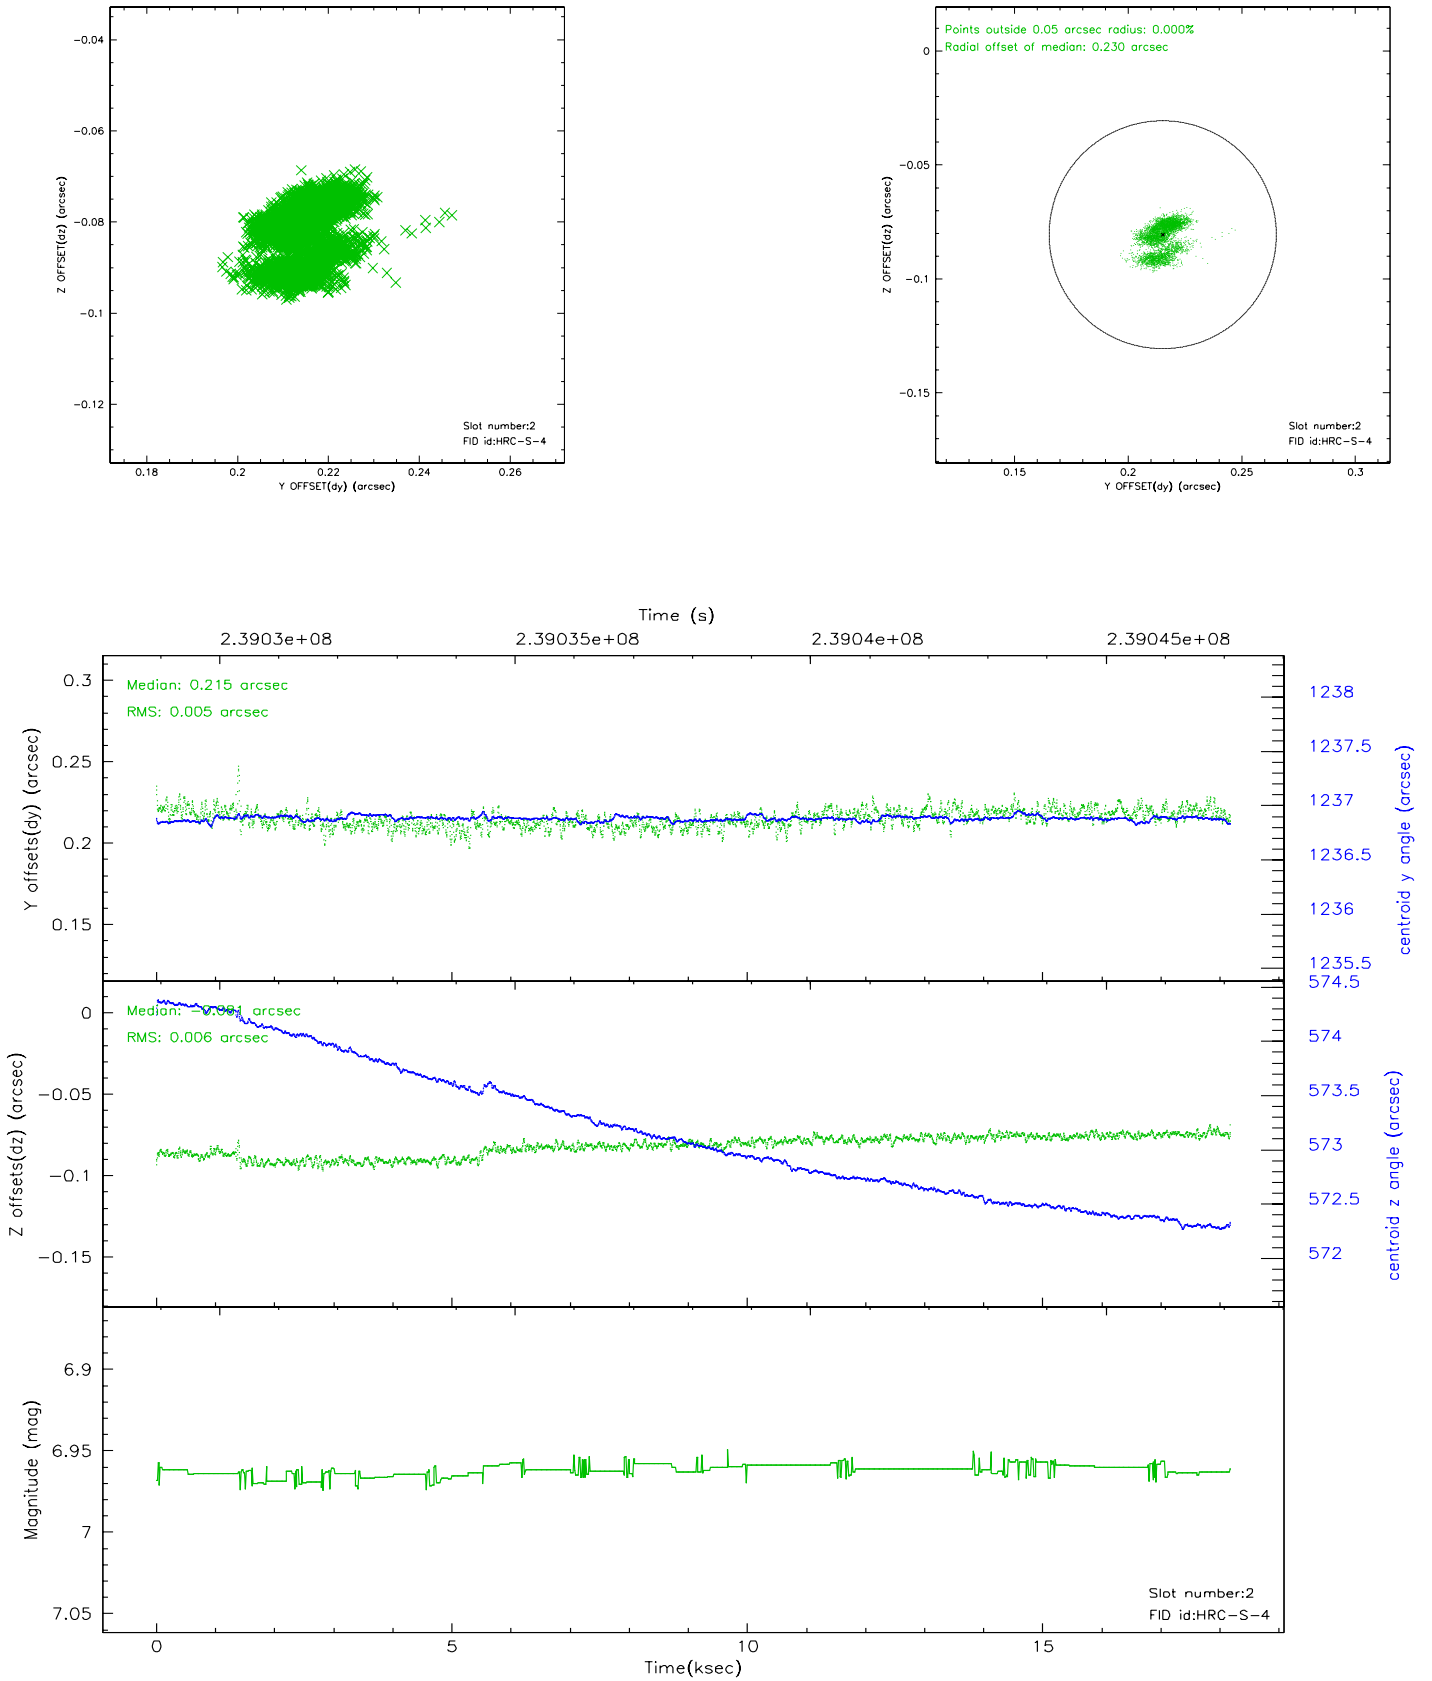 -0.04
-0.06
-0.08
-0.1
-0.12
Z OFFSET(dz) (arcsec)
Slot number:2
FID id:HRC-S-4
0.18 0.2 0.22 0.24 0.26
Y OFFSET(dy) (arcsec)
Points outside 0.05 arcsec radius: 0.000%
Radial offset of median: 0.230 arcsec
0
-0.05
-0.1
-0.15
Z OFFSET(dz) (arcsec)
Slot number:2
FID id:HRC-S-4
0.15 0.2 0.25 0.3
Y OFFSET(dy) (arcsec)
Time (s)
2.3903e+08 2.39035e+08 2.3904e+08 2.39045e+08
Median: 0.215 arcsec
RMS: 0.005 arcsec
0.3
0.25
0.2
0.15
Y offsets(dy) (arcsec)
1238
1237.5
1237
1236.5
1236
1235.5
centroid y angle (arcsec)
Median: -0.081 arcsec
RMS: 0.006 arcsec
0
-0.05
-0.1
-0.15
Z offsets(dz) (arcsec)
574.5
574
573.5
573
572.5
572
centroid z angle (arcsec)
6.9
6.95
7
7.05
Magnitude (mag)
Slot number:2
FID id:HRC-S-4
0 5 10 15
Time(ksec)